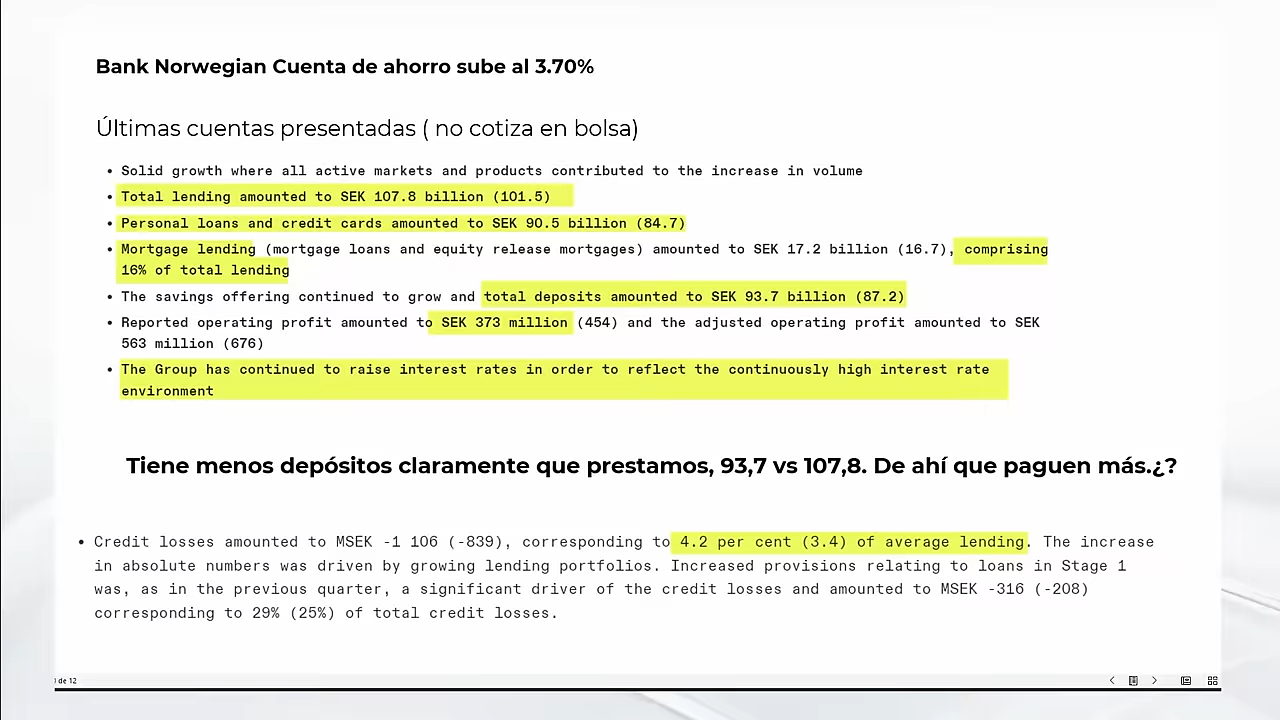 Bank Norwegian Cuenta de ahorro sube al 3.70%
Últimas cuentas presentadas ( no cotiza en bolsa)
• Solid growth where all active markets and products contributed to the increase in volume
• Total lending amounted to SEK 107.8 billion (101.5)
• Personal loans and credit cards amounted to SEK 90.5 billion (84.7)
• Mortgage lending (mortgage loans and equity release mortgages) amounted to SEK 17.2 billion (16.7), comprising
16% of total lending
• The savings offering continued to grow and total deposits amounted to SEK 93.7 billion (87.2)
• Reported operating profit amounted to SEK 373 million (454) and the adjusted operating profit amounted to SEK
563 million (676)
• The Group has continued to raise interest rates in order to reflect the continuously high interest rate
environment
Tiene menos depósitos claramente que prestamos, 93,7 vs 107,8. De ahí que paguen más.¿?
• Credit losses amounted to MSEK -1 106 (-839), corresponding to 4.2 per cent (3.4) of average lending. The increase
in absolute numbers was driven by growing lending portfolios. Increased provisions relating to loans in Stage 1
was, as in the previous quarter, a significant driver of the credit losses and amounted to MSEK -316 (-208)
corresponding to 29% (25%) of total credit losses.
de 12